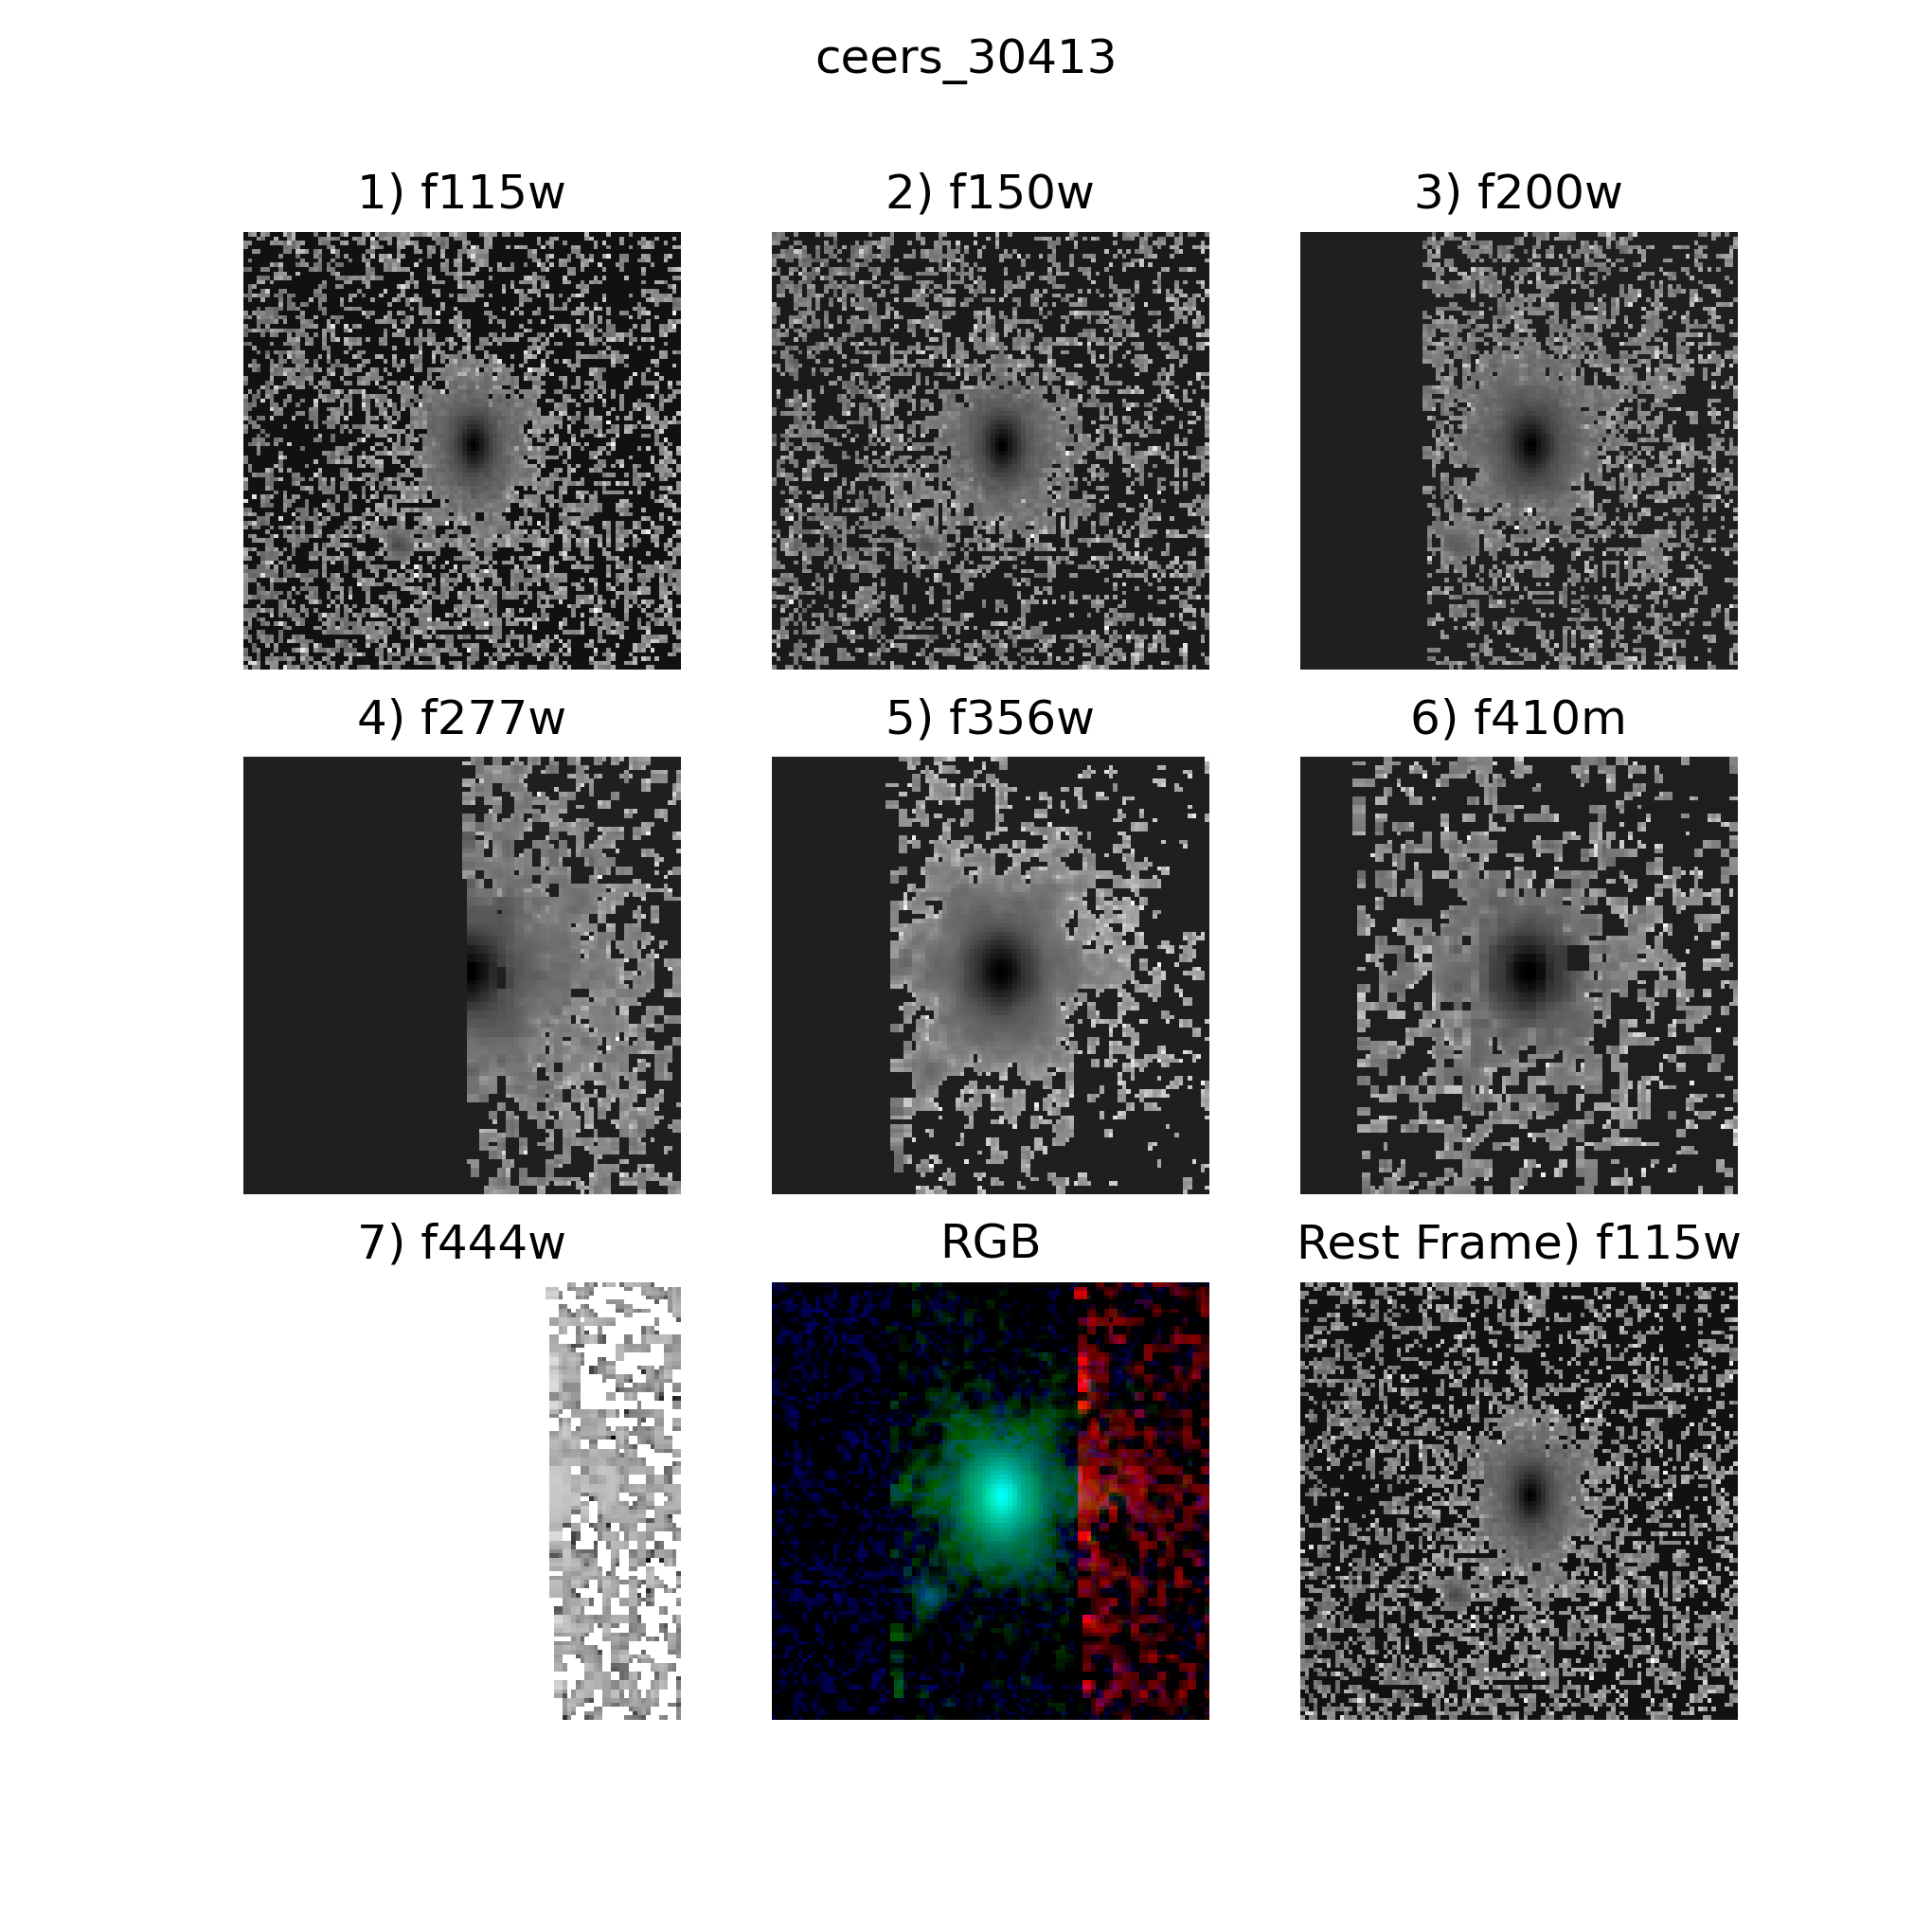 ceers_30413
1) f115w
2) f150w
3) f200w
4) f277w
5) f356w
6) f410m
7) f444w
RGB
Rest Frame) f115w